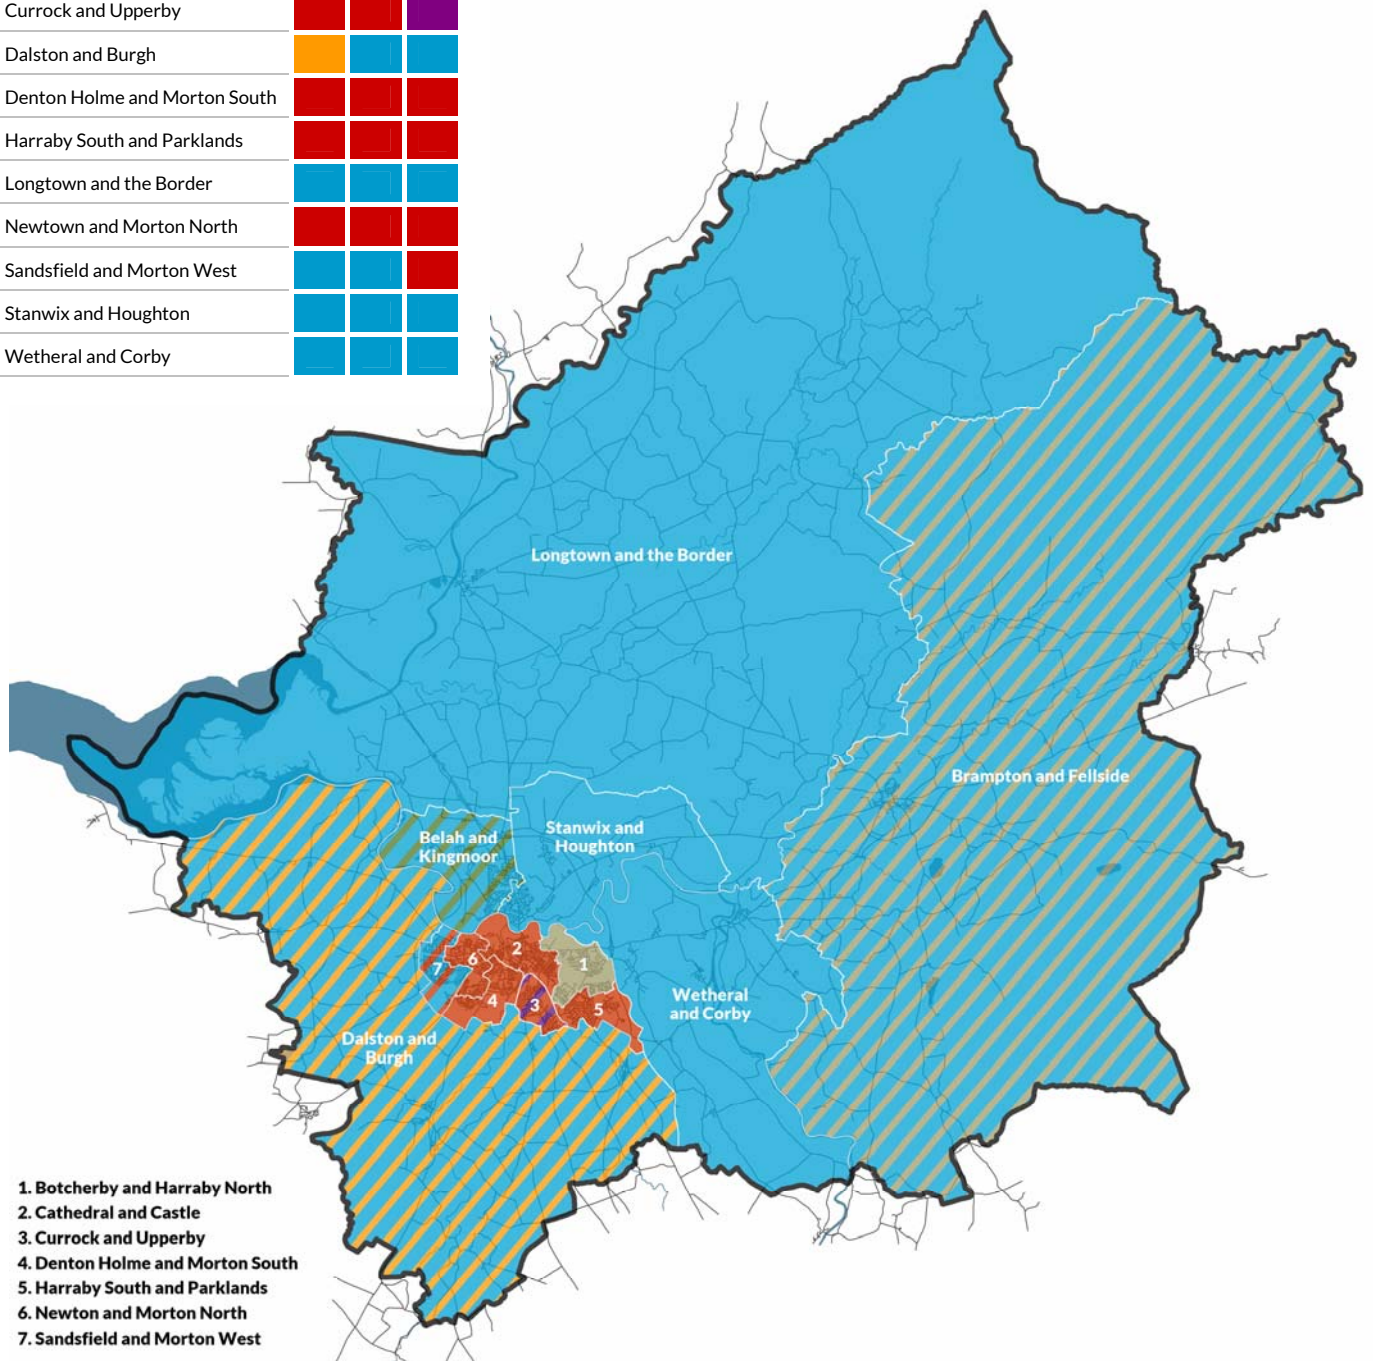 Currock and Upperby
Dalston and Burgh
Denton Holme and Morton South
Harraby South and Parklands
Longtown and the Border
Newtown and Morton North
Sandsfield and Morton West
Stanwix and Houghton
Wetheral and Corby
Longtown and the Border
Brampton and Fellside
Belah and
Kingmoor
Stanwix and
Houghton
2
1
6
7
4
3
5
Wetheral
and Corby
Dalston and
Burgh
1. Botcherby and Harraby North
2. Cathedral and Castle
3. Currock and Upperby
4. Denton Holme and Morton South
5. Harraby South and Parklands
6. Newton and Morton North
7. Sandsfield and Morton West